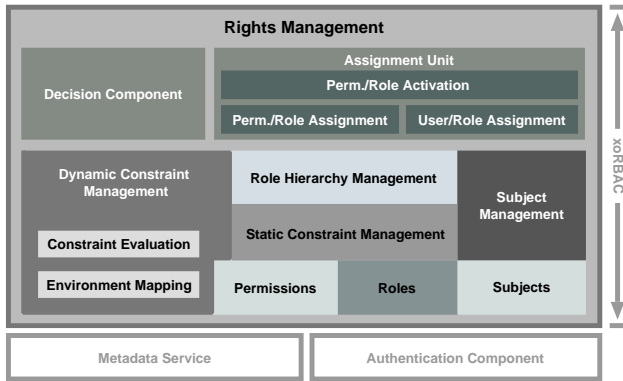 Rights Management
Decision Component
Assignment Unit
Perm./Role Activation
Perm./Role Assignment
User/Role Assignment
Dynamic Constraint
Management
Constraint Evaluation
Environment Mapping
Role Hierarchy Management
Static Constraint Management
Subject
Management
Permissions
Roles
Subjects
xoRBAC
Metadata Service
Authentication Component